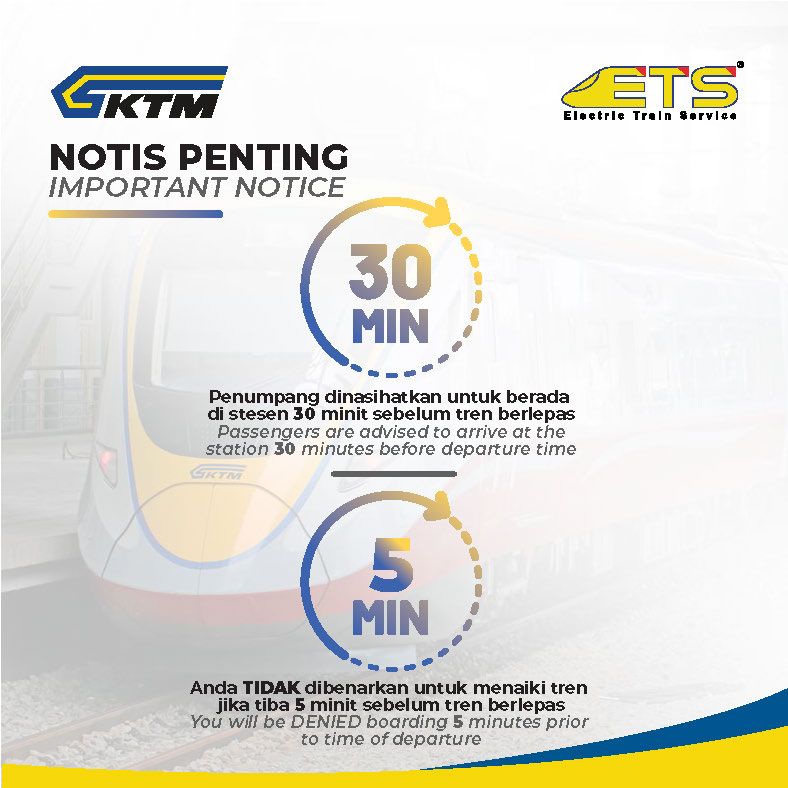 KTM
ETS®
Electric Train Service
NOTIS PENTING
IMPORTANT NOTICE
30
MIN
Penumpang dinasihatkan untuk berada
di stesen 30 minit sebelum tren berlepas
Passengers are advised to arrive at the
station 30 minutes before departure time
KTM
5
MIN
Anda TIDAK dibenarkan untuk menaiki tren
jika tiba 5 minit sebelum tren berlepas
You will be DENIED boarding 5 minutes prior
to time of departure